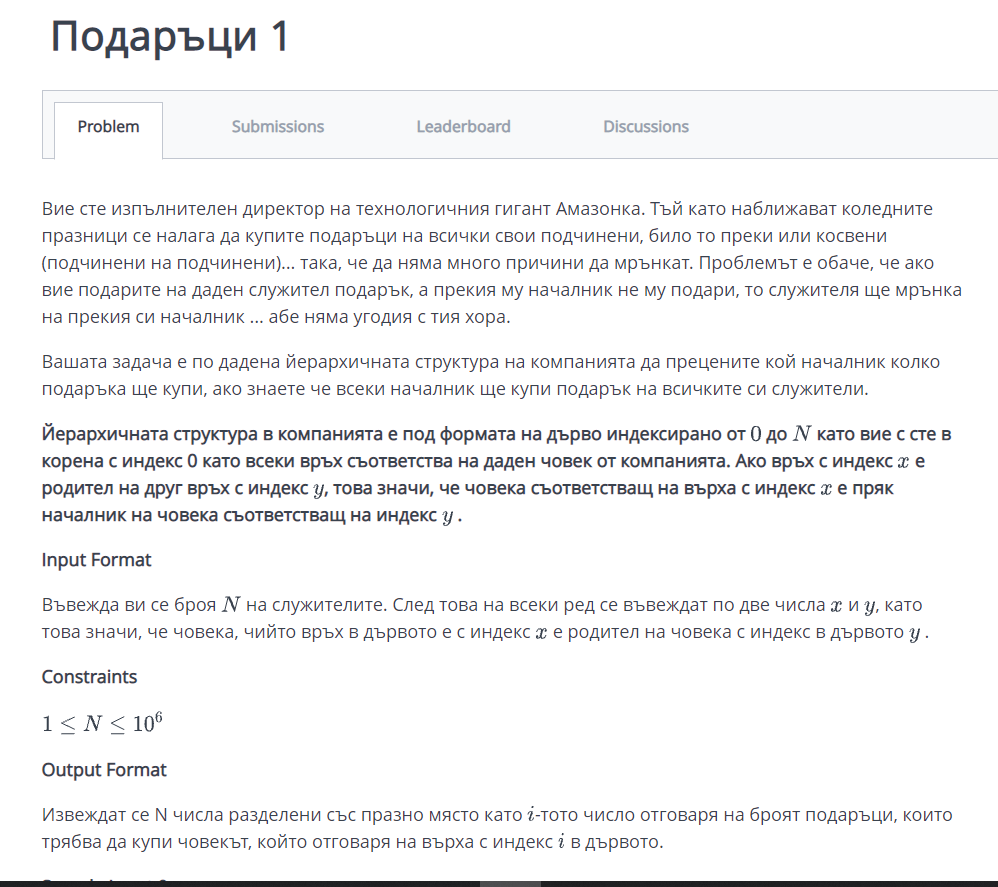 Подаръци 1
Problem
Submissions
Leaderboard
Discussions
Вие сте изпълнителен директор на технологичния гигант Амазонка. Тъй като наближават коледните
празници се налага да купите подаръци на всички свои подчинени, било то преки или косвени
(подчинени на подчинени)... така, че да няма много причини да мрънкат. Проблемът е обаче, че ако
вие подарите на даден служител подарък, а прекия му началник не му подари, то служителя ще мрънка
на прекия си началник ... абе няма угодия с тия хора.
Вашата задача е по дадена йерархичната структура на компанията да прецените кой началник колко
подаръка ще купи, ако знаете че всеки началник ще купи подарък на всичките си служители.
Йерархичната структура в компанията е под формата на дърво индексирано от 0 до N като вие с сте в
корена с индекс 0 като всеки връх съответства на даден човек от компанията. Ако връх с индекс x е
родител на друг връх с индекс y, това значи, че човека съответстващ на върха с индекс x е пряк
началник на човека съответстващ на индекс y .
Input Format
Въвежда ви се броя N на служителите. След това на всеки ред се въвеждат по две числа x и y, като
това значи, че човека, чийто връх в дървото е с индекс x е родител на човека с индекс в дървото y .
Constraints
1 ≤ N ≤ 10⁶
Output Format
Извеждат се N числа разделени със празно място като i-тото число отговаря на броят подаръци, които
трябва да купи човекът, който отговаря на върха с индекс i в дървото.